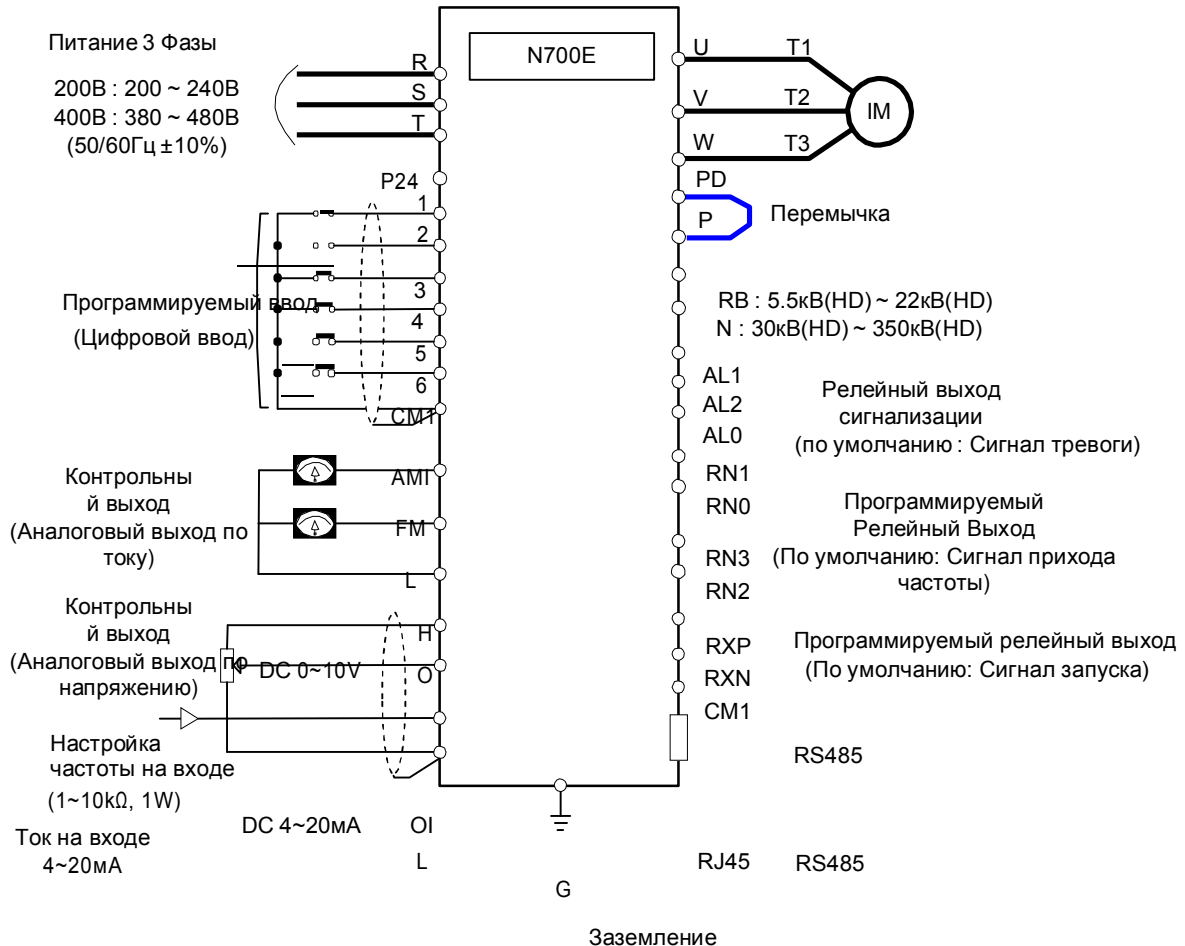 N700E
Питание 3 Фазы
200В : 200 ~ 240В
400В : 380 ~ 480В
(50/60Гц ±10%)
R
S
T
U
T1
V
T2
W
T3
IM
PD
P
Перемычка
P24
1
2
3
4
5
6
CM1
Программируемый ввод
(Цифровой ввод)
RB : 5.5кВ(HD) ~ 22кВ(HD)
N : 30кВ(HD) ~ 350кВ(HD)
AL1
AL2
AL0
Релейный выход
сигнализации
(по умолчанию : Сигнал тревоги)
RN1
RN0
Программируемый
Релейный Выход
(По умолчанию: Сигнал прихода
частоты)
RN3
RN2
Контрольны
й выход
(Аналоговый выход по
току)
AMI
FM
L
Контрольны
й выход
(Аналоговый выход по
напряжению)
H
DC 0~10V
O
RXP
RXN
CM1
Программируемый релейный выход
(По умолчанию: Сигнал запуска)
RS485
Настройка
частоты на входе
(1~10kΩ, 1W)
Ток на входе
4~20мА
DC 4~20мА
OI
L
RJ45
RS485
G
Заземление